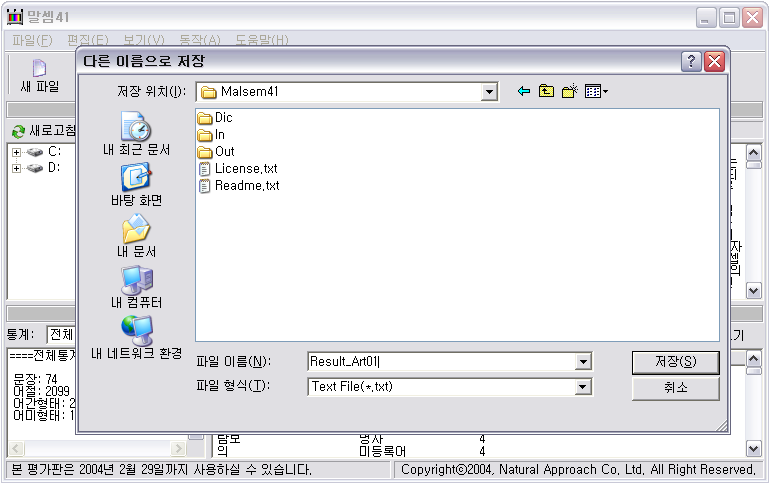 말셈41
파일(F) 편집(E) 보기(V) 동작(A) 도움말(H)
다른 이름으로 저장
새 파일
저장 위치(I): Malsem41
새로고침
C:
D:
내 최근 문서
바탕 화면
내 문서
내 컴퓨터
내 네트워크 환경
Dic
In
Out
License.txt
Readme.txt
통계: 전체
파일 이름(N): Result_Art01 저장(S)
파일 형식(T): Text File(*.txt) 취소
====전체통계
문장: 74
어절: 2099
어간형태: 2
어미형태: 1
담모 명사 4
의 미등록어 4
본 평가판은 2004년 2월 29일까지 사용하실 수 있습니다.
Copyright©2004, Natural Approach Co, Ltd, All Right Reserved,